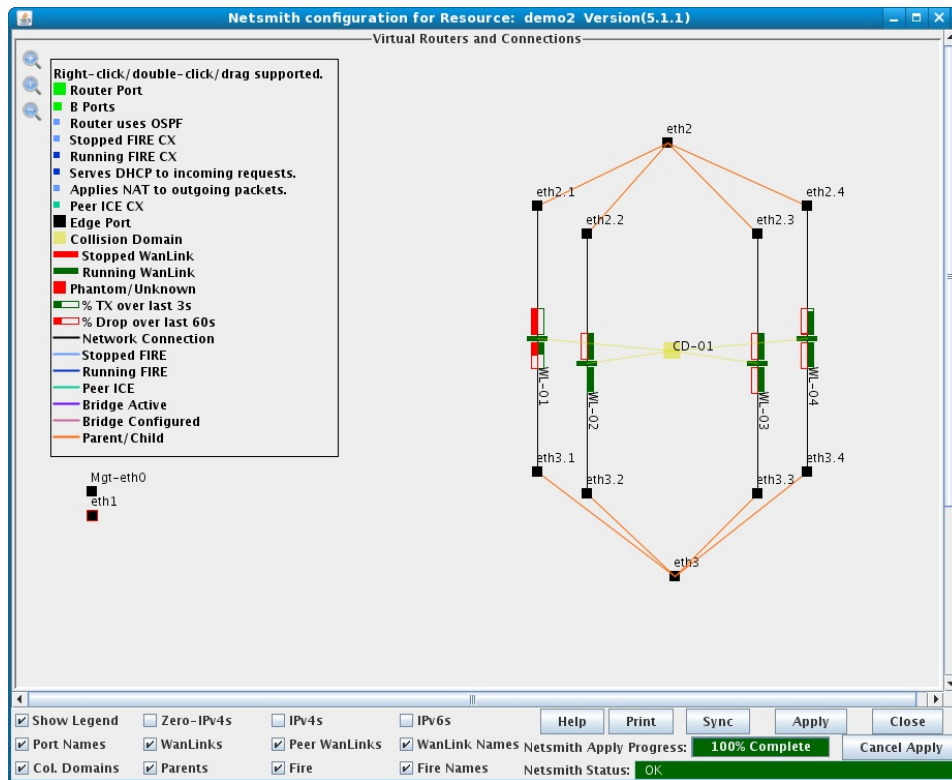 Netsmith configuration for Resource: demo2 Version(5.1.1)
Virtual Routers and Connections
Right-click/double-click/drag supported.
Router Port
B Ports
Router uses OSPF
Stopped FIRE CX
Running FIRE CX
Serves DHCP to incoming requests.
Applies NAT to outgoing packets.
Peer ICE CX
Edge Port
Collision Domain
Stopped WanLink
Running WanLink
Phantom/Unknown
% TX over last 3s
% Drop over last 60s
Network Connection
Stopped FIRE
Running FIRE
Peer ICE
Bridge Active
Bridge Configured
Parent/Child
Mgt-eth0
eth1
eth2
eth2.1
eth2.4
eth2.2
eth2.3
CD-01
WL-01
WL-02
WL-03
WL-04
eth3.1
eth3.4
eth3.2
eth3.3
eth3
Show Legend Zero-IPv4s IPv4s IPv6s Help Print Sync Apply Close
Port Names WanLinks Peer WanLinks WanLink Names Netsmith Apply Progress: 100% Complete Cancel Apply
Col. Domains Parents Fire Fire Names Netsmith Status: OK